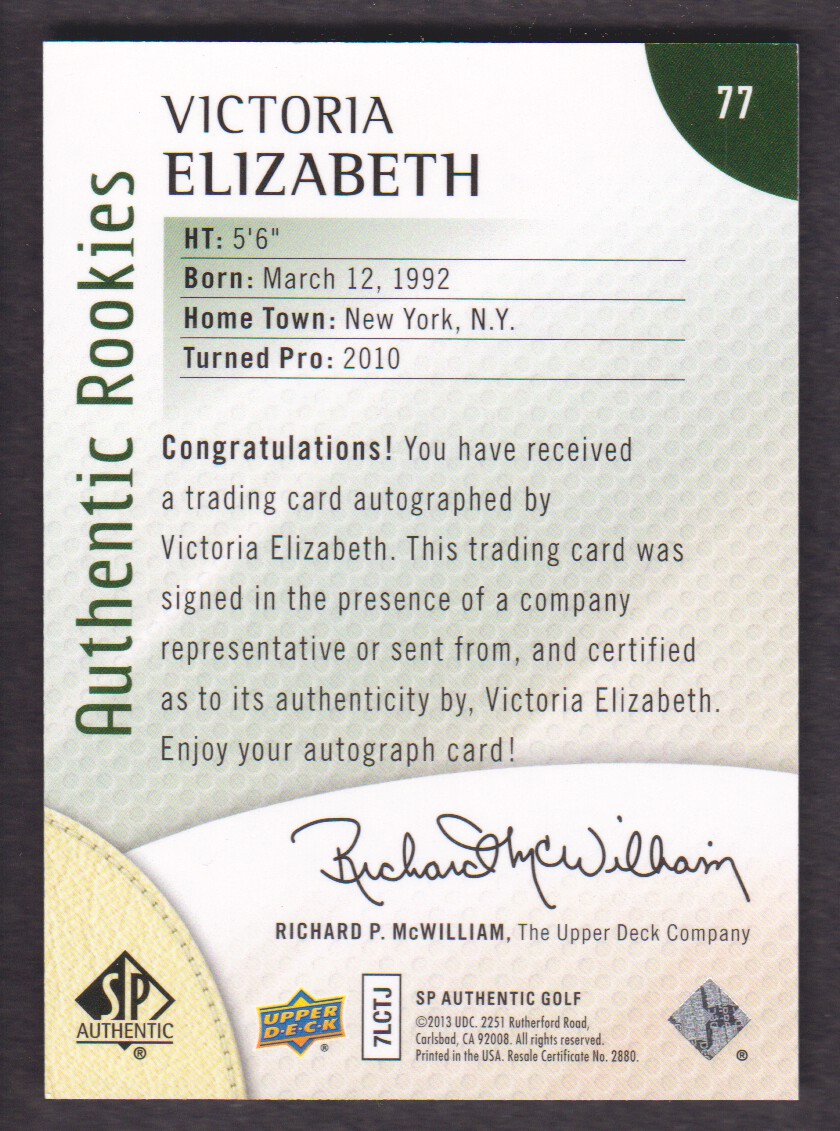 77
VICTORIA
ELIZABETH
Authentic Rookies
HT: 5'6"
Born: March 12, 1992
Home Town: New York, N.Y.
Turned Pro: 2010
Congratulations! You have received
a trading card autographed by
Victoria Elizabeth. This trading card was
signed in the presence of a company
representative or sent from, and certified
as to its authenticity by, Victoria Elizabeth.
Enjoy your autograph card!
Richard McWilliam
RICHARD P. McWILLIAM, The Upper Deck Company
SP
AUTHENTIC
®
UPPER
D·E·C·K
®
7LCTJ
SP AUTHENTIC GOLF
©2013 UDC. 2251 Rutherford Road,
Carlsbad, CA 92008. All rights reserved.
Printed in the USA. Resale Certificate No. 2880.
®